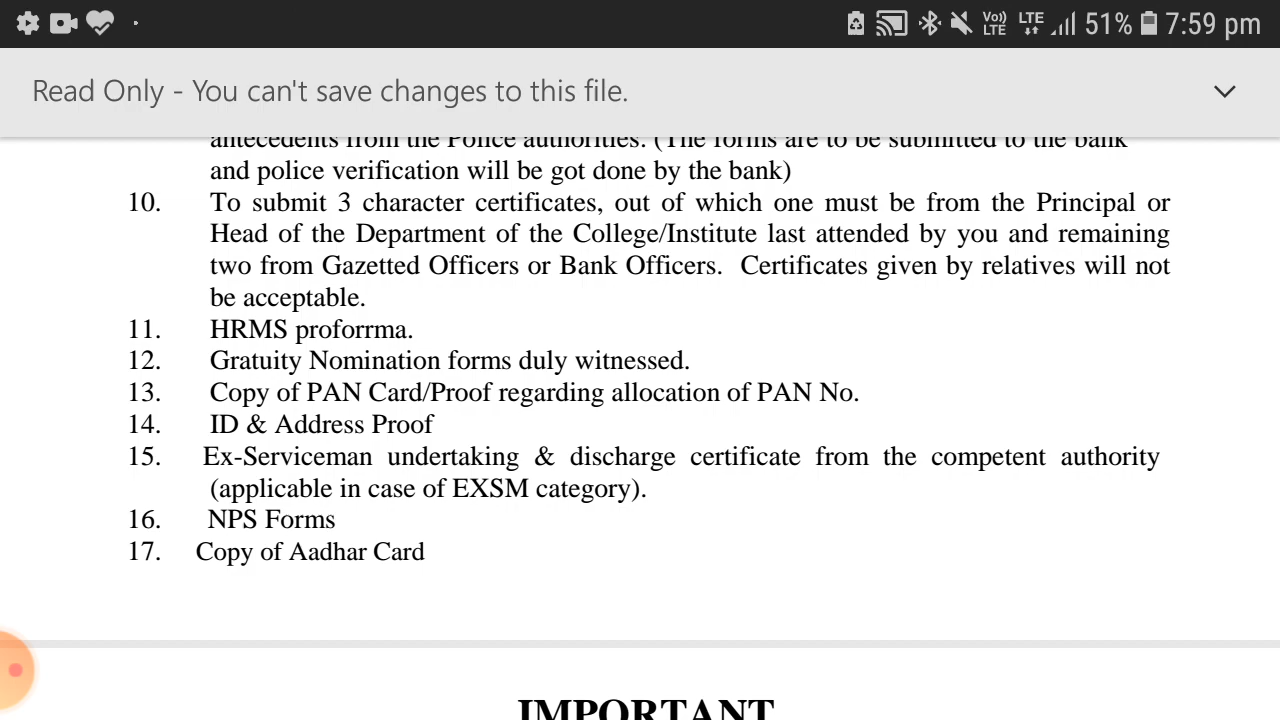 Vo)) LTE LTE 51% 7:59 pm
Read Only - You can't save changes to this file.
antecedents from the Police authorities. (The forms are to be submitted to the bank
and police verification will be got done by the bank)
10. To submit 3 character certificates, out of which one must be from the Principal or
Head of the Department of the College/Institute last attended by you and remaining
two from Gazetted Officers or Bank Officers. Certificates given by relatives will not
be acceptable.
11. HRMS proforrma.
12. Gratuity Nomination forms duly witnessed.
13. Copy of PAN Card/Proof regarding allocation of PAN No.
14. ID & Address Proof
15. Ex-Serviceman undertaking & discharge certificate from the competent authority
(applicable in case of EXSM category).
16. NPS Forms
17. Copy of Aadhar Card
IMPORTANT